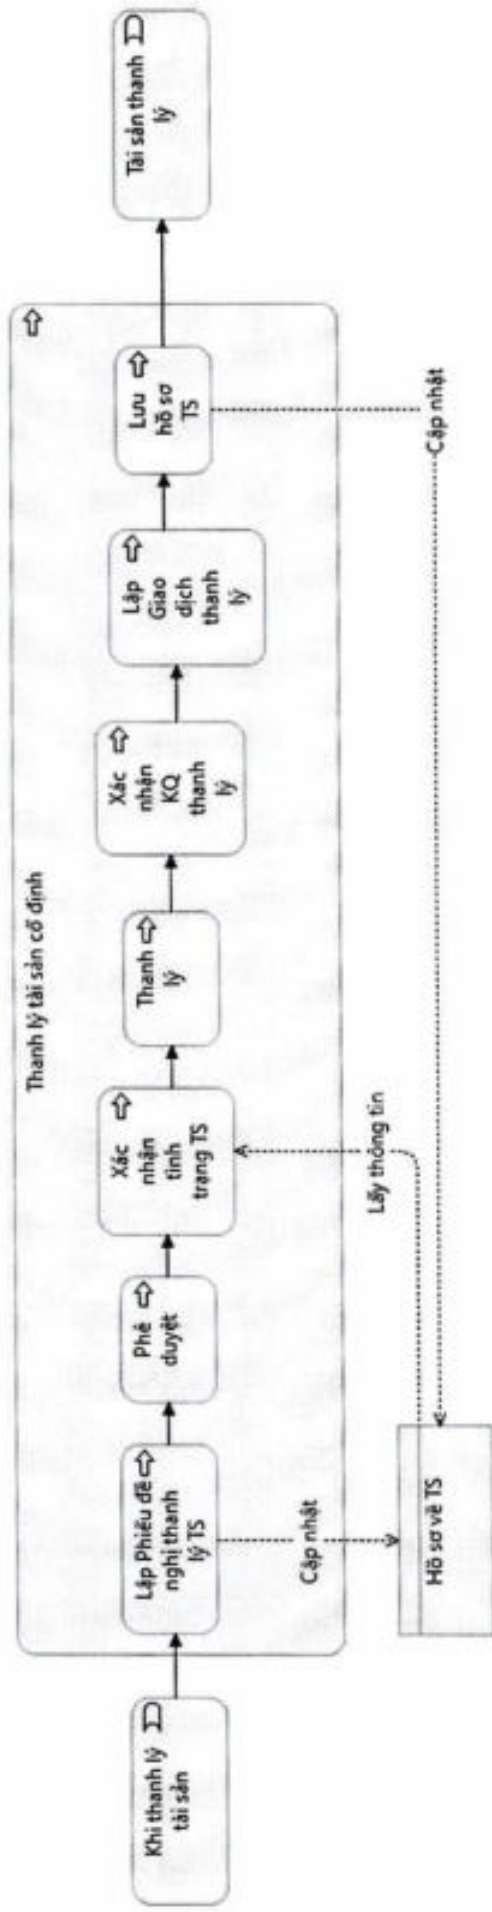 Thanh lý tài sản cố định
Khi thanh lý
tài sản
Lập Phiếu đề
nghị thanh
lý TS
Phê
duyệt
Xác
nhận
tình
trạng TS
Thanh
lý
Xác
nhận
KQ
thanh
lý
Lập
Giao
dịch
thanh
lý
Lưu
hồ sơ
TS
Tài sản thanh
lý
Cập nhật
Lấy thông tin
Cập nhật
Hồ sơ về TS